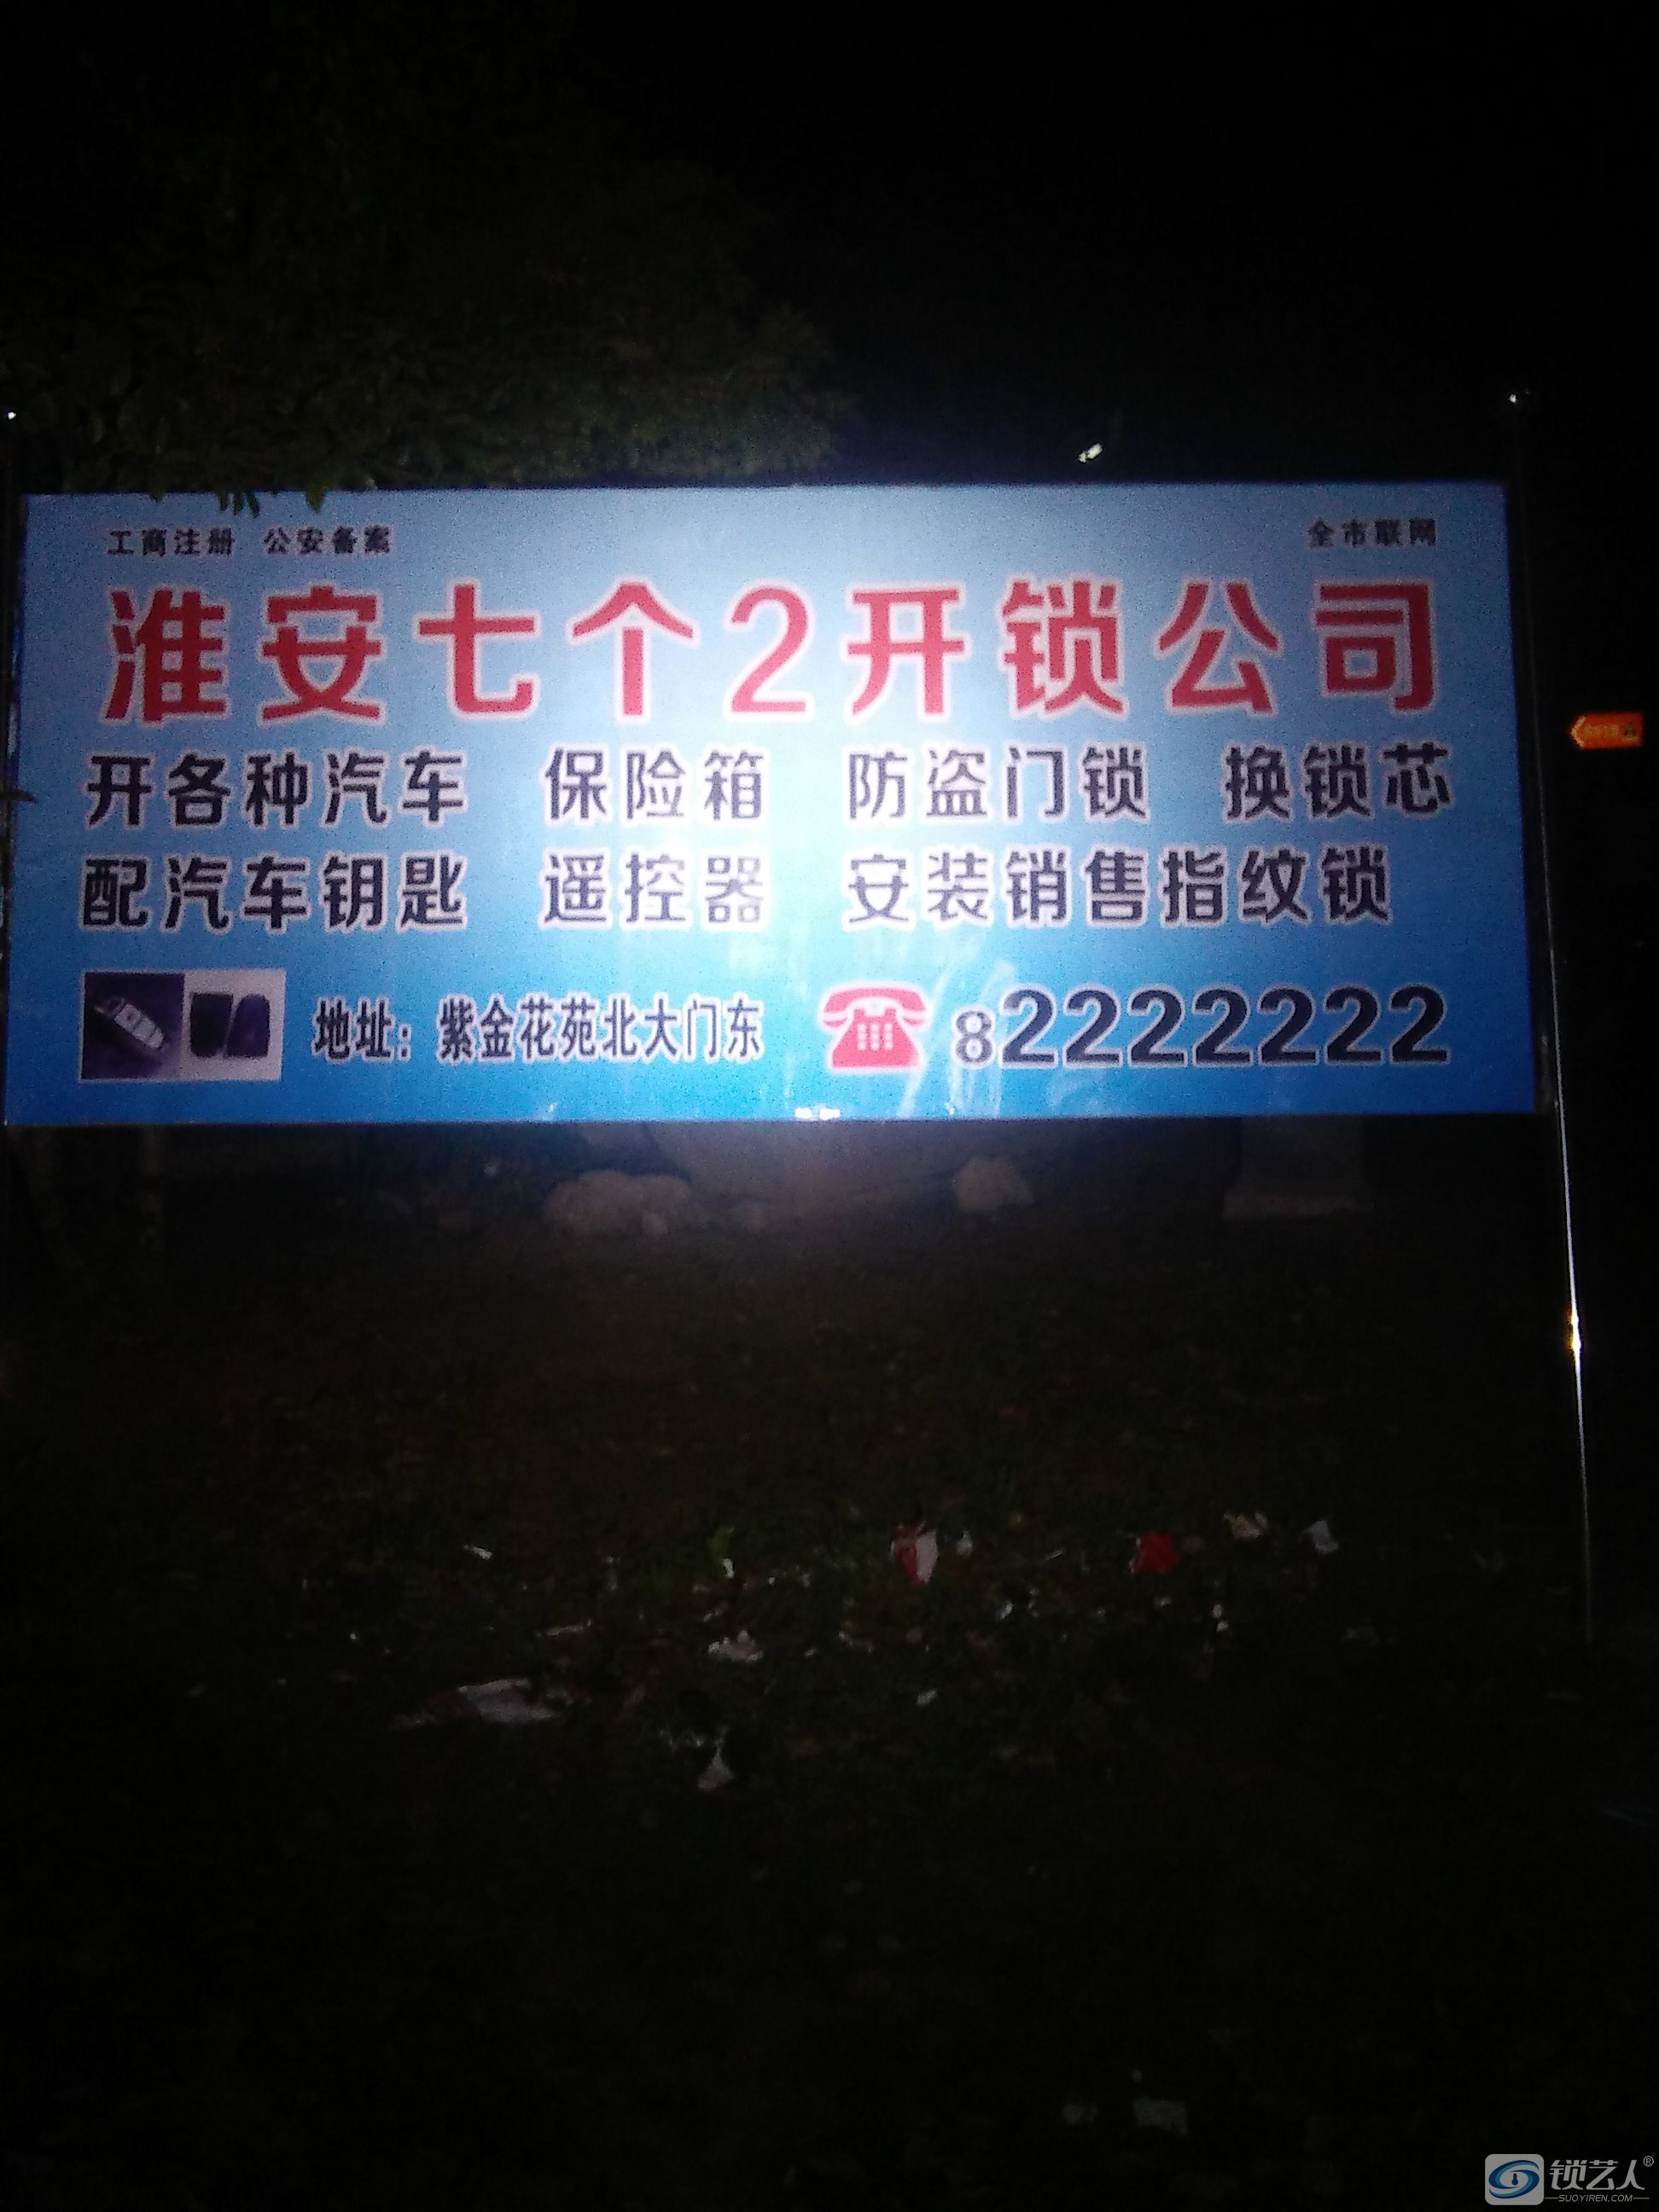 工商注册 公安备案 全市联网
淮安七个2开锁公司
开各种汽车 保险箱 防盗门锁 换锁芯
配汽车钥匙 遥控器 安装销售指纹锁
地址：紫金花苑北大门东 ☎82222222
锁艺人®
SUOYIREN.COM